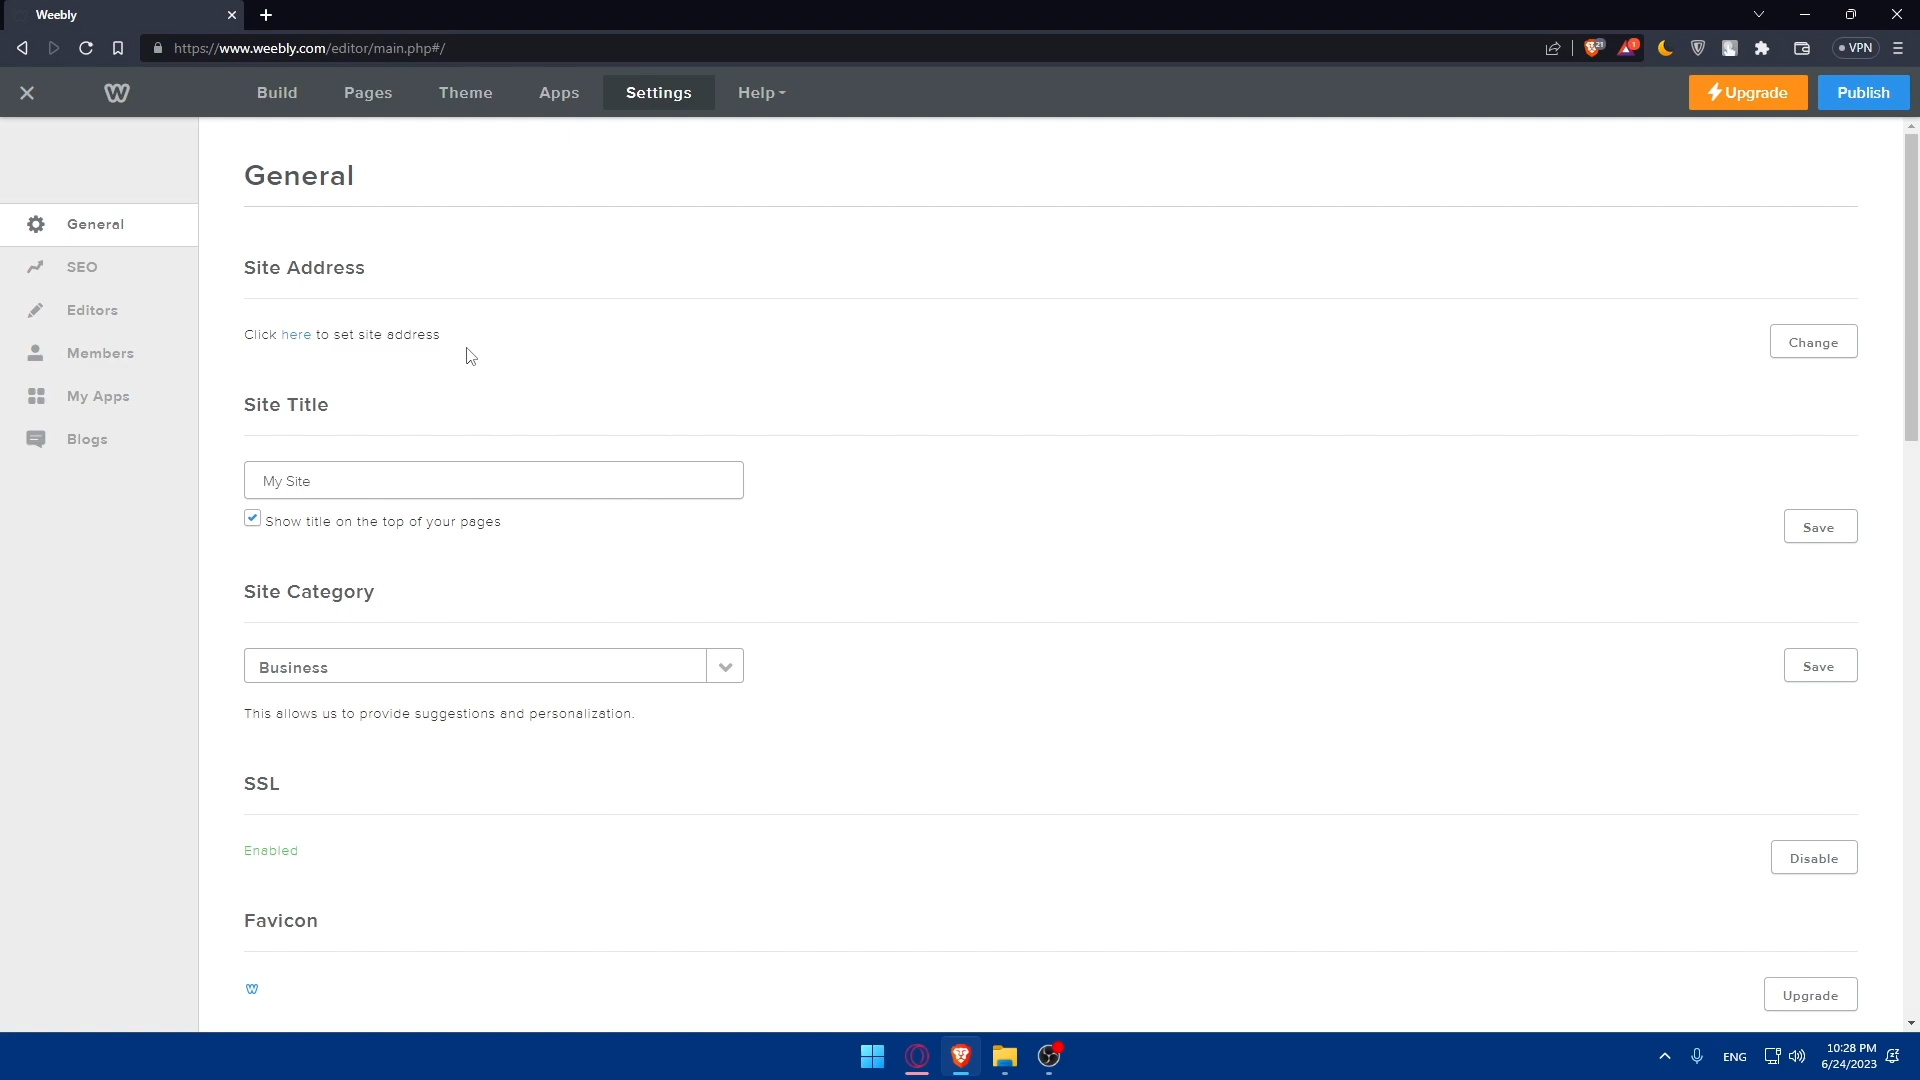 Weebly
https://www.weebly.com/editor/main.php#/
21
1
VPN
Build
Pages
Theme
Apps
Settings
Help
Upgrade
Publish
General
General
SEO
Editors
Members
My Apps
Blogs
Site Address
Click here to set site address
Change
Site Title
My Site
Show title on the top of your pages
Save
Site Category
Business
Save
This allows us to provide suggestions and personalization.
SSL
Enabled
Disable
Favicon
Upgrade
ENG
10:28 PM
6/24/2023